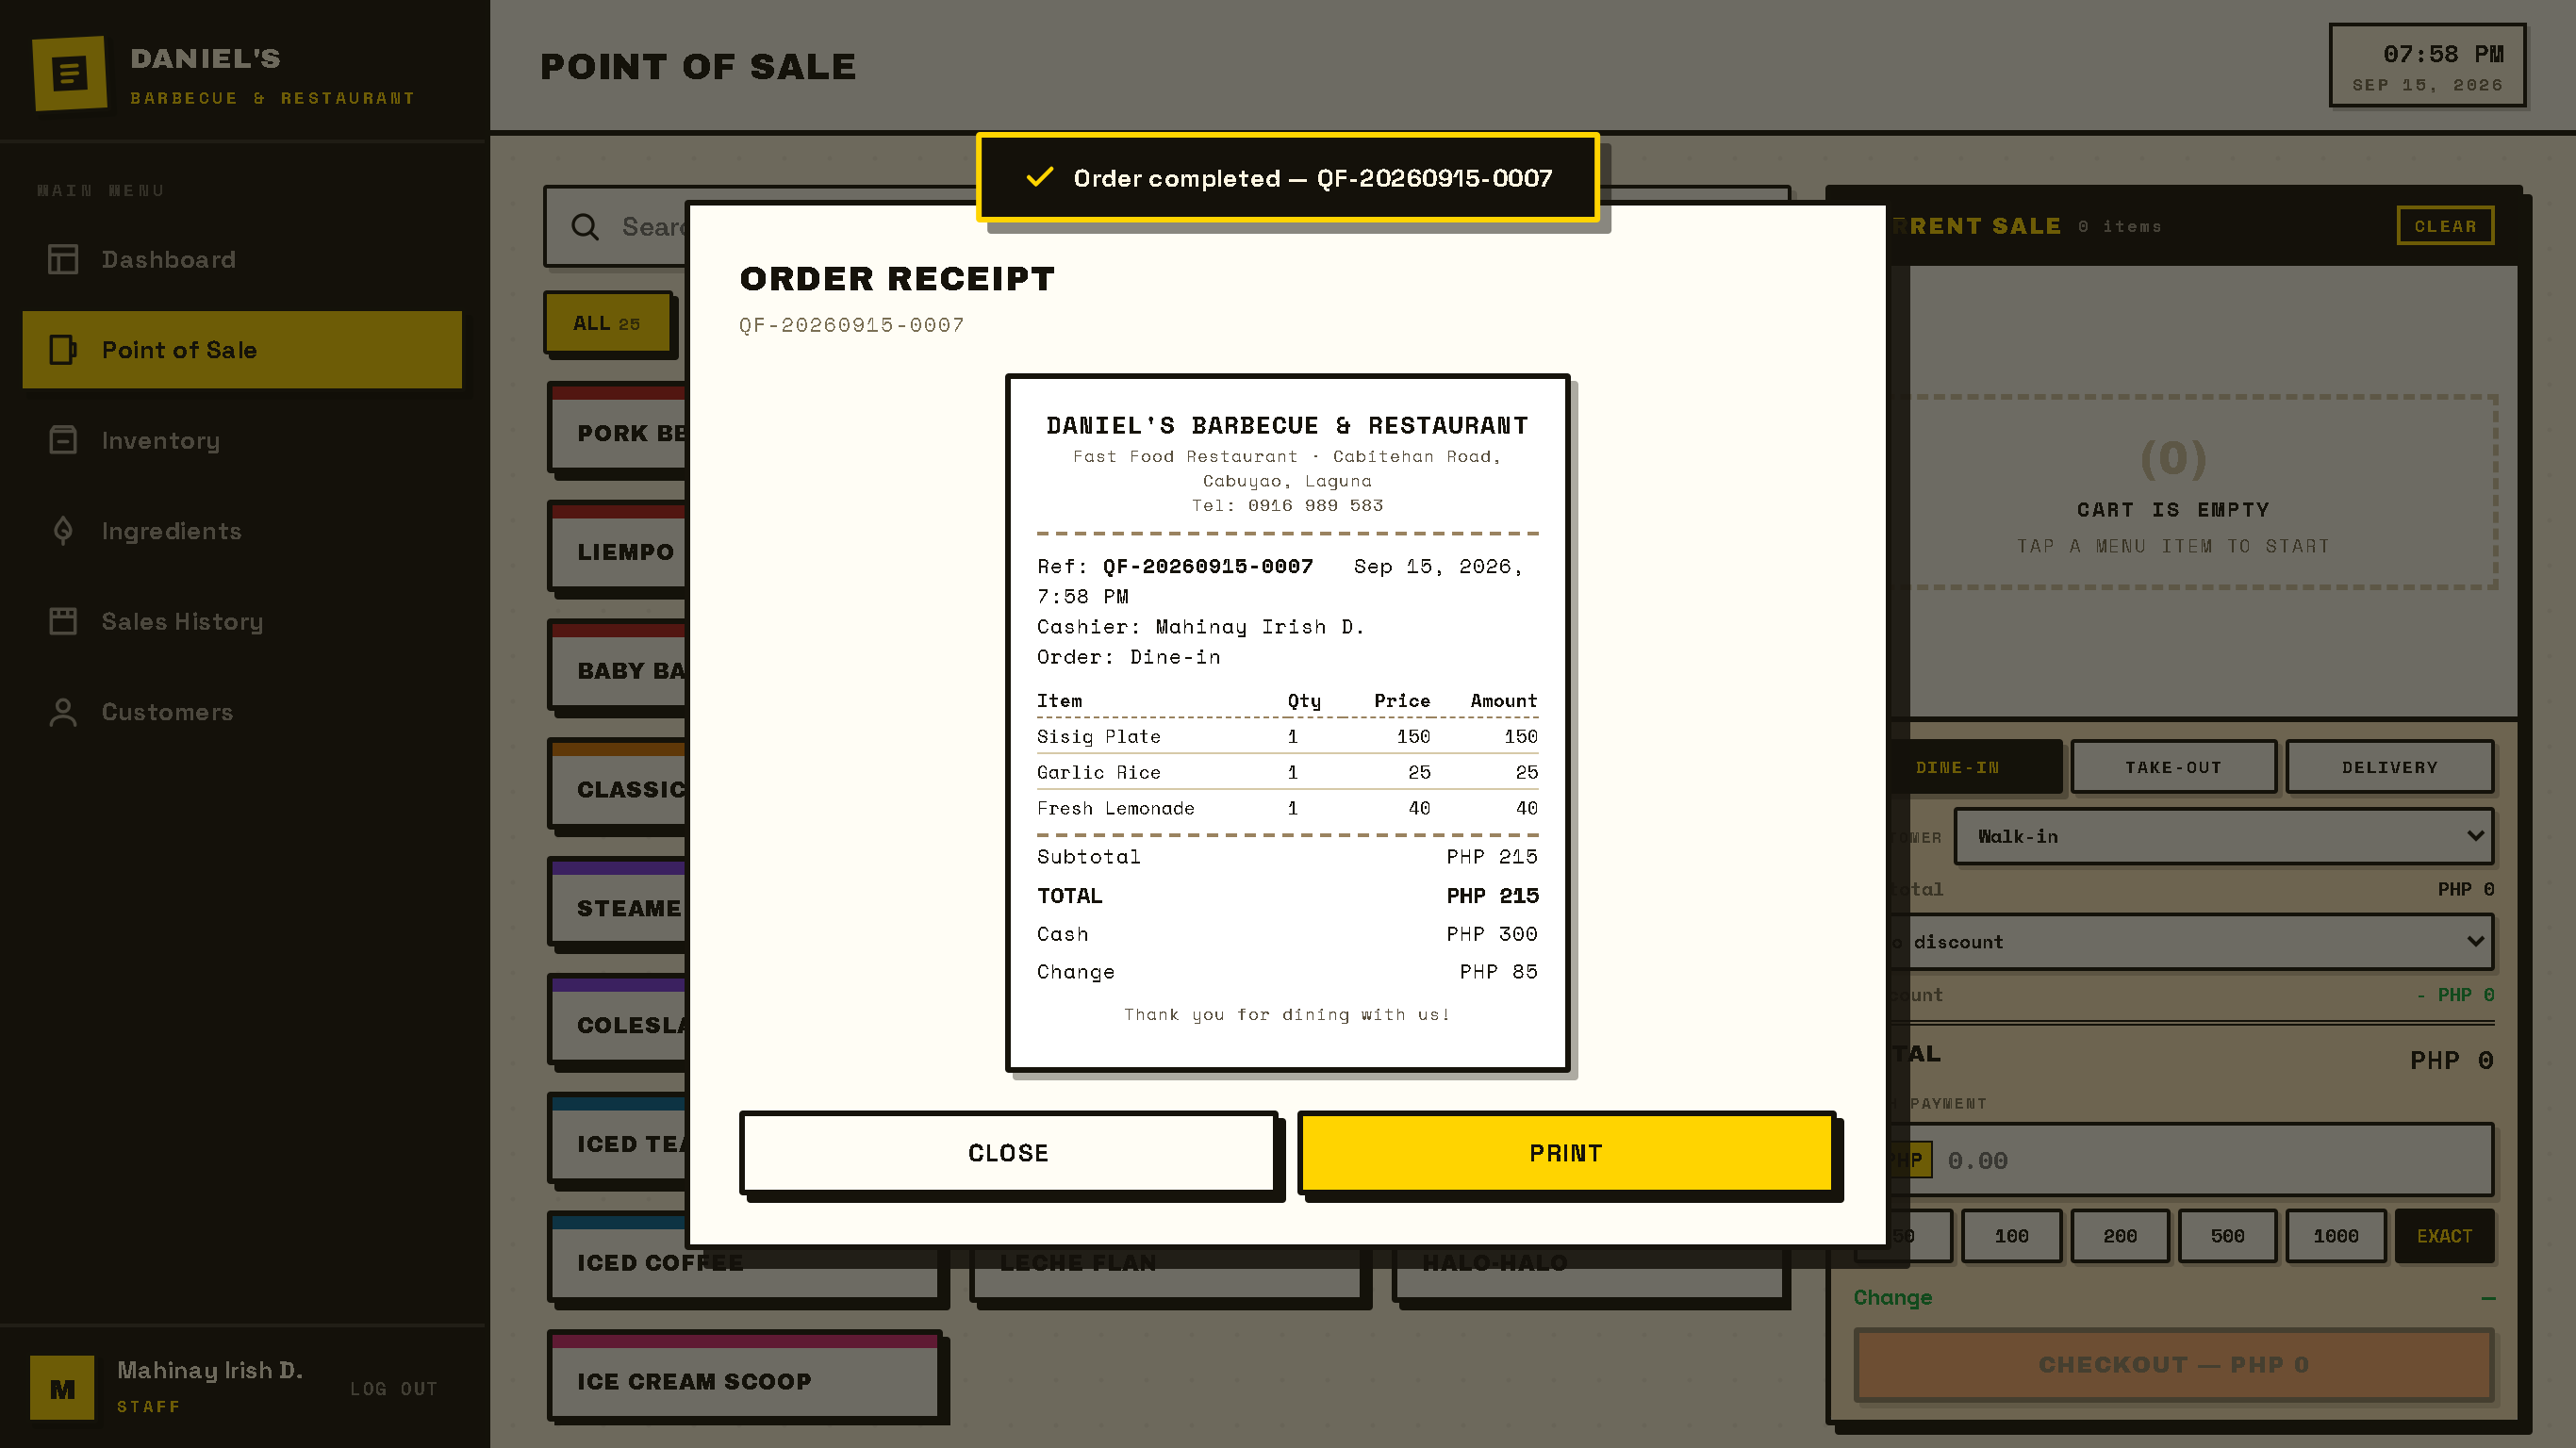 DANIEL'S
BARBECUE & RESTAURANT
MAIN MENU
Dashboard
Point of Sale
Inventory
Ingredients
Sales History
Customers
M
Mahinay Irish D.
STAFF
LOG OUT
POINT OF SALE
07:58 PM
SEP 15, 2026
Order completed — QF-20260915-0007
ALL 25
PORK
LIEMPO
BABY
CLASSIC
ICED
ICED COFFEE
LECHE FLAN
HALO-HALO
ICE CREAM SCOOP
ORDER RECEIPT
QF-20260915-0007
DANIEL'S BARBECUE & RESTAURANT
Fast Food Restaurant · Cabitehan Road,
Cabuyao, Laguna
Tel: 0916 989 583
Ref: QF-20260915-0007 Sep 15, 2026,
7:58 PM
Cashier: Mahinay Irish D.
Order: Dine-in
Item Qty Price Amount
Sisig Plate 1 150 150
Garlic Rice 1 25 25
Fresh Lemonade 1 40 40
Subtotal PHP 215
TOTAL PHP 215
Cash PHP 300
Change PHP 85
Thank you for dining with us!
CLOSE
PRINT
SALE 0 items
CLEAR
(0)
CART IS EMPTY
TAP A MENU ITEM TO START
DINE-IN
TAKE-OUT
DELIVERY
Walk-in
PHP 0
discount
- PHP 0
PHP 0
PAYMENT
PHP 0.00
50
100
200
500
1000
EXACT
Change —
CHECKOUT — PHP 0